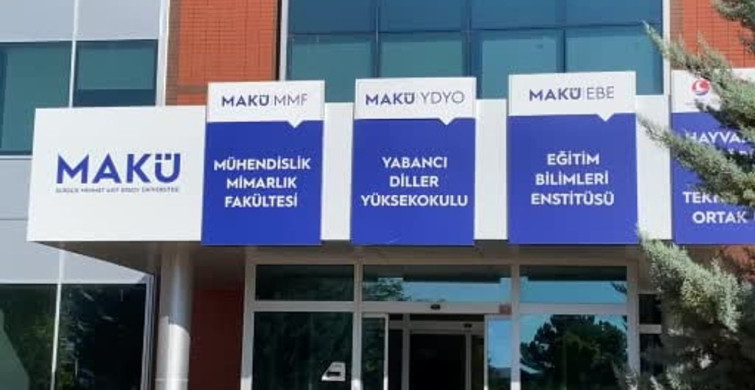 MAKÜ
BURDUR MEHMET AKİF ERSOY ÜNİVERSİTESİ
MAKÜ|MMF
MÜHENDİSLİK
MİMARLIK
FAKÜLTESİ
MAKÜ|YDYO
YABANCI
DİLLER
YÜKSEKOKULU
MAKÜ|EBE
EĞİTİM
BİLİMLERİ
ENSTİTÜSÜ
ORTAK